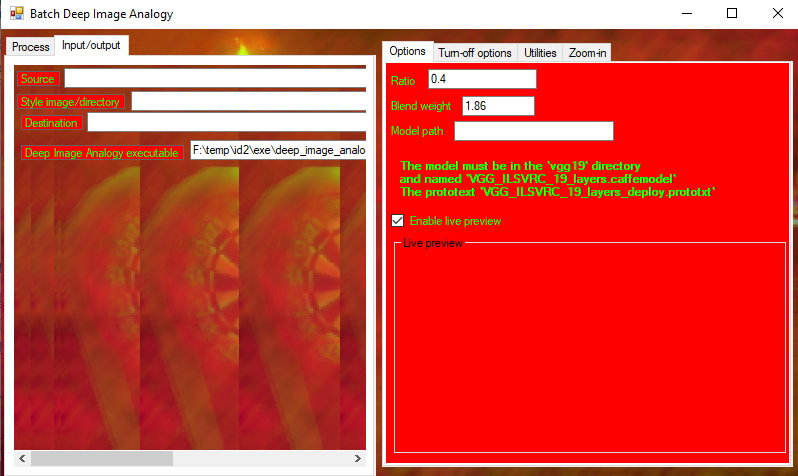 Batch Deep Image Analogy
Process
Input/output
Source
Style image/directory
Destination
Deep Image Analogy executable
F:\temp\id2\exe\deep_image_analo
Options
Turn-off options
Utilities
Zoom-in
Ratio
0.4
Blend weight
1.86
Model path
The model must be in the 'vgg19' directory
and named 'VGG_ILSVRC_19_layers.caffemodel'
The prototext 'VGG_ILSVRC_19_layers_deploy.prototxt'
Enable live preview
Live preview